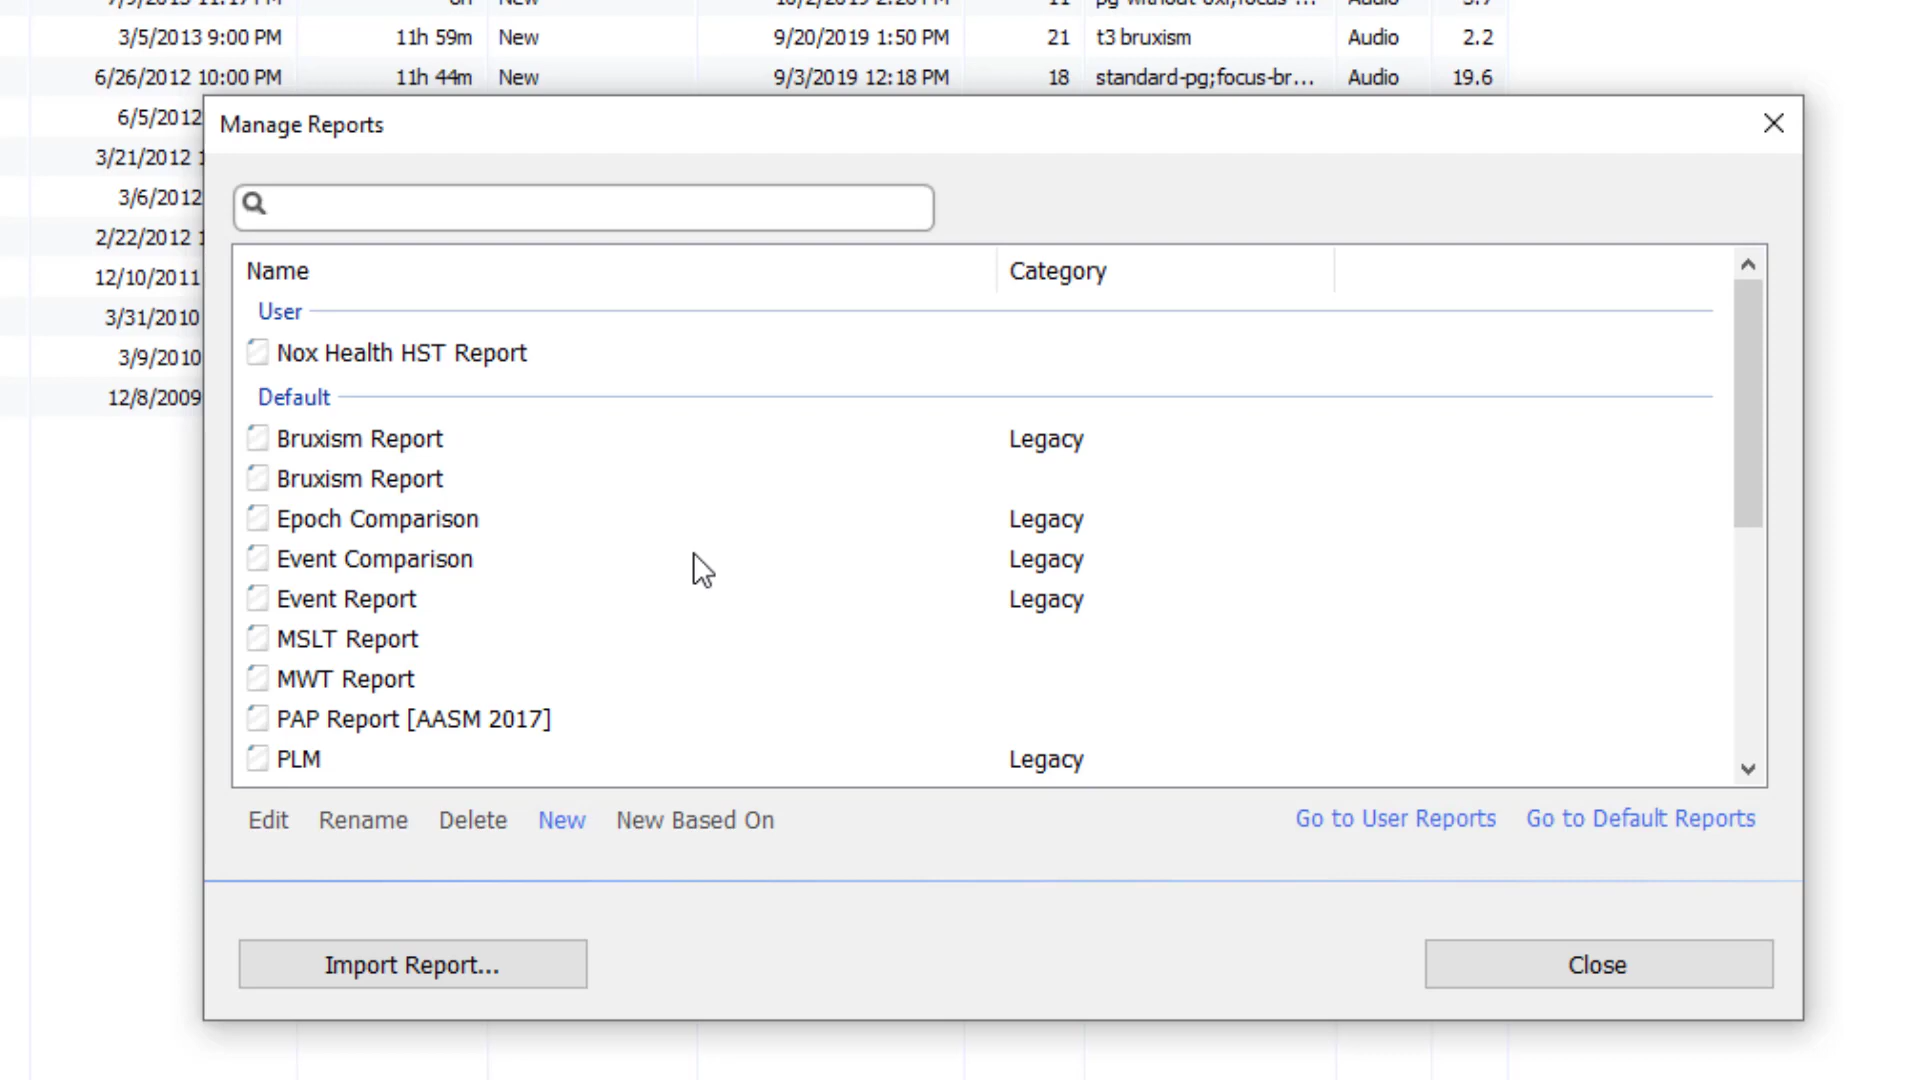 3/5/2013 9:00 PM 11h 59m New 9/20/2019 1:50 PM 21 t3 bruxism Audio 2.2
6/26/2012 10:00 PM 11h 44m New 9/3/2019 12:18 PM 18 standard-pg;focus-br... Audio 19.6
6/5/2012
3/21/2012 1
3/6/2012
2/22/2012 1
12/10/2011
3/31/2010
3/9/2010
12/8/2009
Manage Reports
Name Category
User
Nox Health HST Report
Default
Bruxism Report Legacy
Bruxism Report
Epoch Comparison Legacy
Event Comparison Legacy
Event Report Legacy
MSLT Report
MWT Report
PAP Report [AASM 2017]
PLM Legacy
Edit Rename Delete New New Based On Go to User Reports Go to Default Reports
Import Report... Close